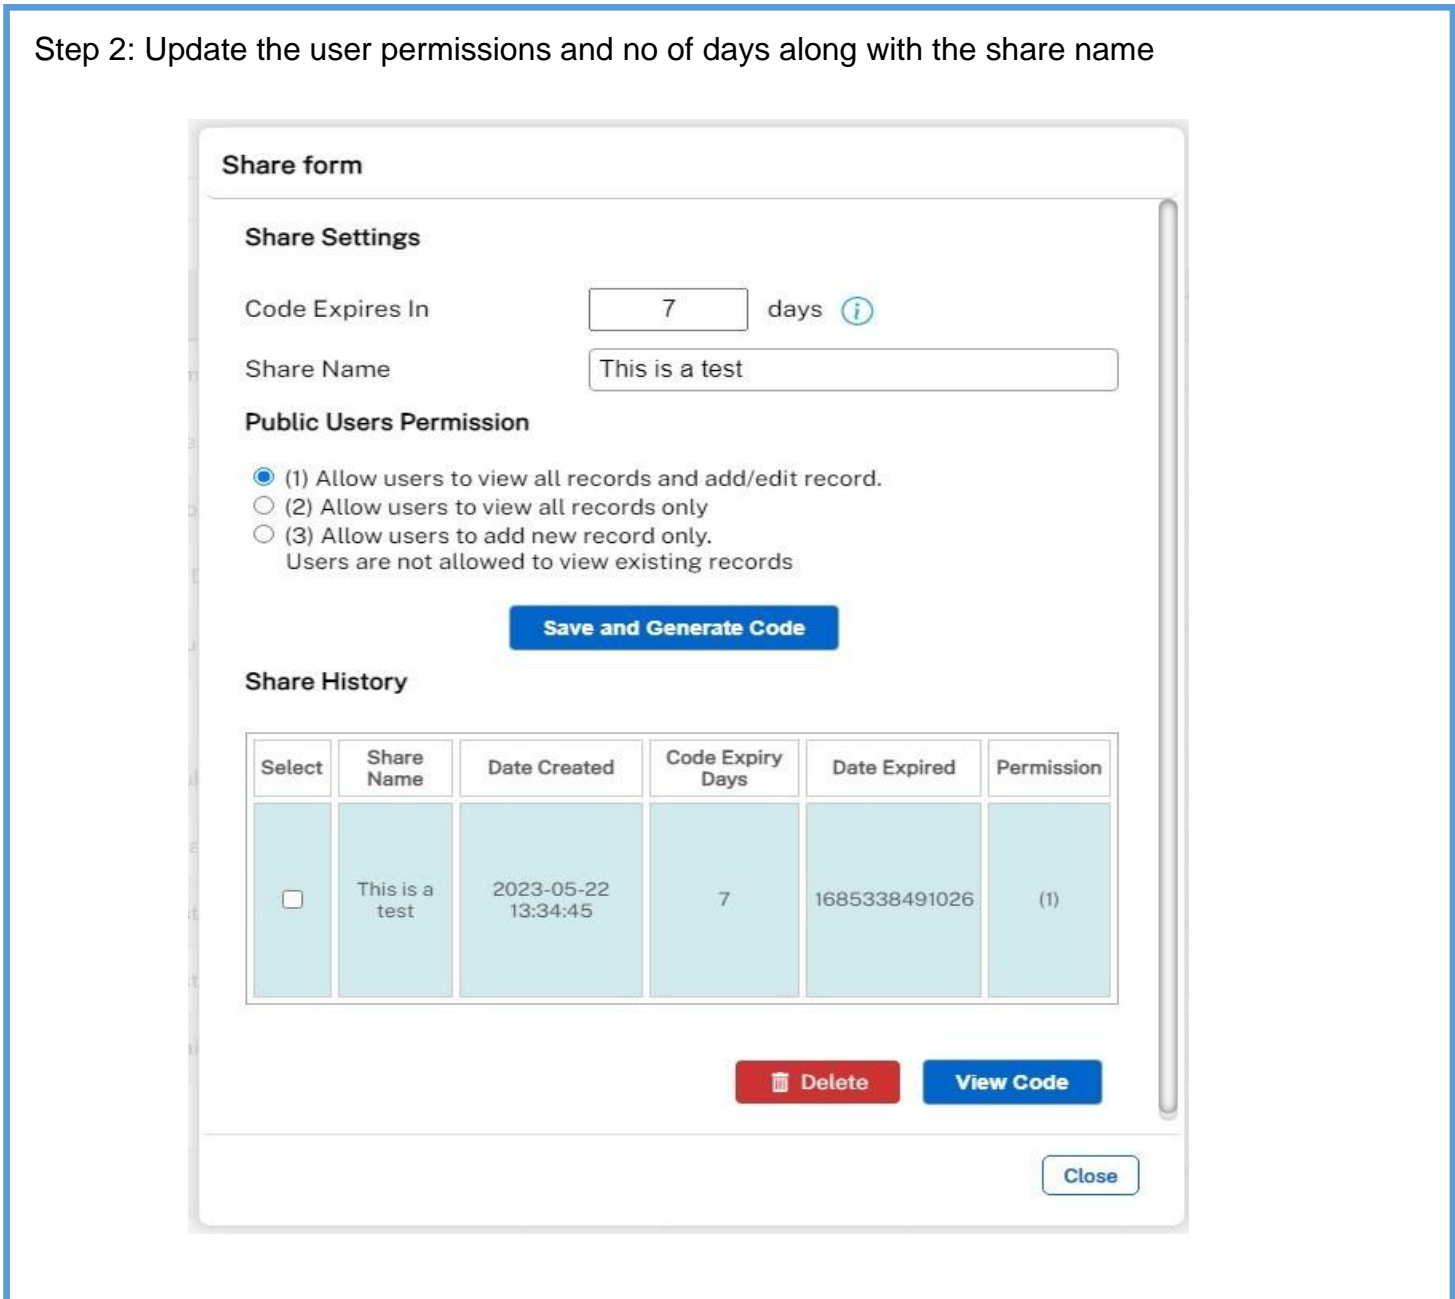 Step 2: Update the user permissions and no of days along with the share name
Share form
Share Settings
Code Expires In 7 days
Share Name This is a test
Public Users Permission
(1) Allow users to view all records and add/edit record.
(2) Allow users to view all records only
(3) Allow users to add new record only.
Users are not allowed to view existing records
Save and Generate Code
Share History
Select Share Name Date Created Code Expiry Days Date Expired Permission
This is a test 2023-05-22 13:34:45 7 1685338491026 (1)
Delete View Code
Close